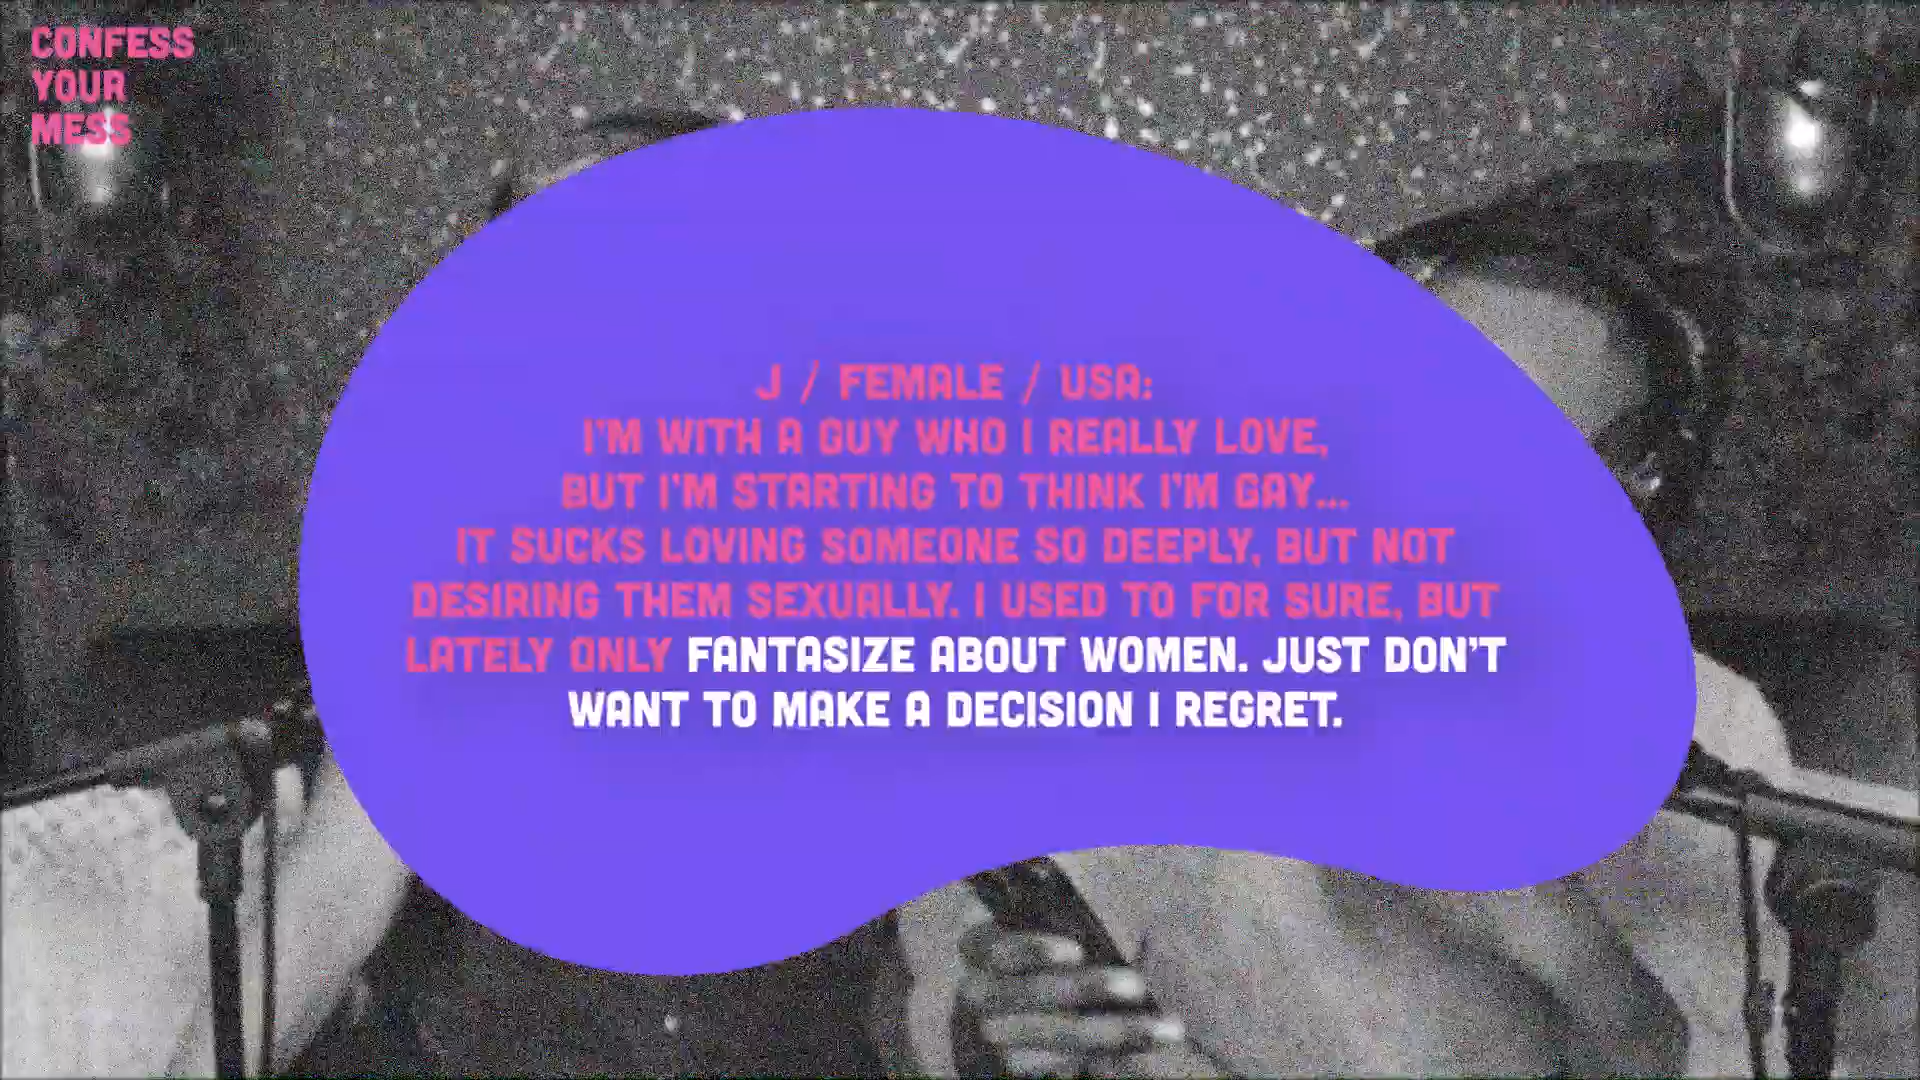 CONFESS
YOUR
MESS
J / FEMALE / USA:
I'M WITH A GUY WHO I REALLY LOVE,
BUT I'M STARTING TO THINK I'M GAY...
IT SUCKS LOVING SOMEONE SO DEEPLY, BUT NOT
DESIRING THEM SEXUALLY. I USED TO FOR SURE, BUT
LATELY ONLY FANTASIZE ABOUT WOMEN. JUST DON'T
WANT TO MAKE A DECISION I REGRET.